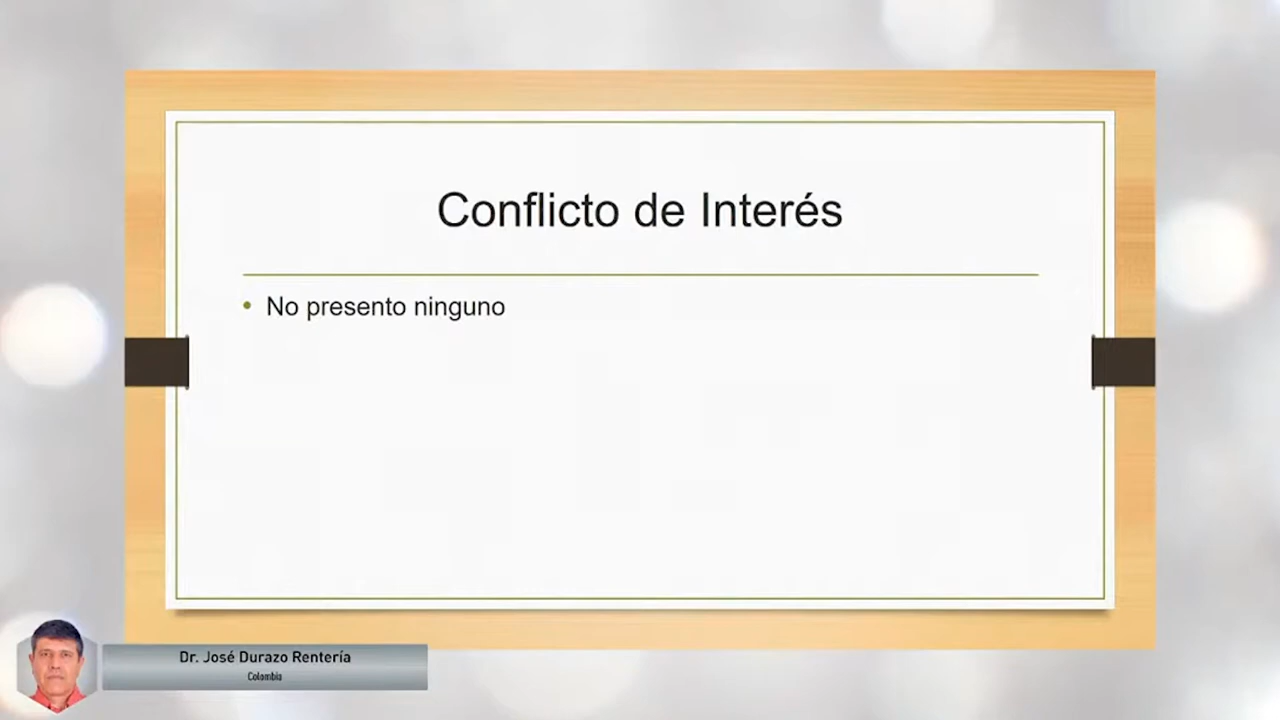 Conflicto de Interés
• No presento ninguno
Dr. José Durazo Rentería
Colombia